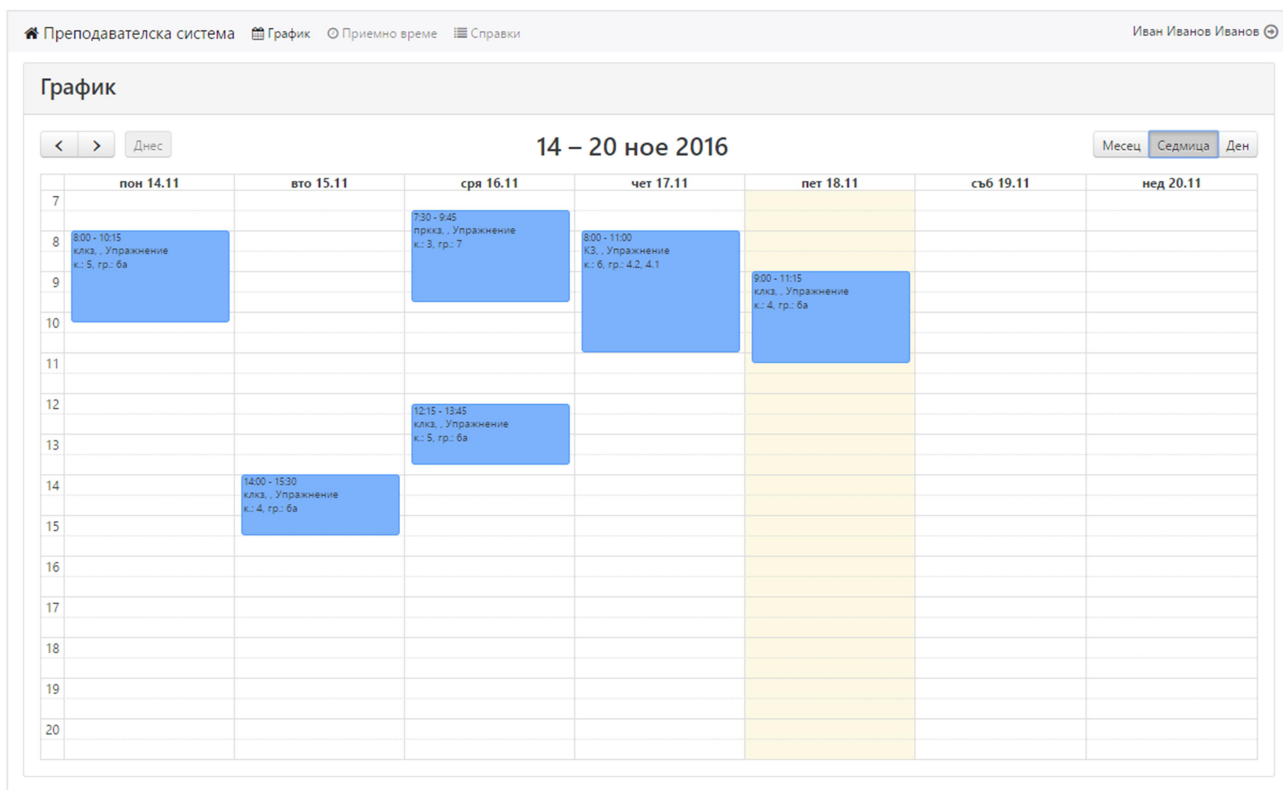 Преподавателска система График Приемно време Справки Иван Иванов Иванов
График
Днес 14 – 20 ное 2016 Месец Седмица Ден
пон 14.11 вто 15.11 сря 16.11 чет 17.11 пет 18.11 съб 19.11 нед 20.11
7
7:30 - 9:45
пркхз, , Упражнение
к.: 3, гр.: 7
8
8:00 - 10:15
клкз, , Упражнение
к.: 5, гр.: 6а
8:00 - 11:00
КЗ, , Упражнение
к.: 6, гр.: 4.2, 4.1
9
9:00 - 11:15
клкз, , Упражнение
к.: 4, гр.: 6а
10
11
12
12:15 - 13:45
клкз, , Упражнение
к.: 5, гр.: 6а
13
14
14:00 - 15:30
клкз, , Упражнение
к.: 4, гр.: 6а
15
16
17
18
19
20